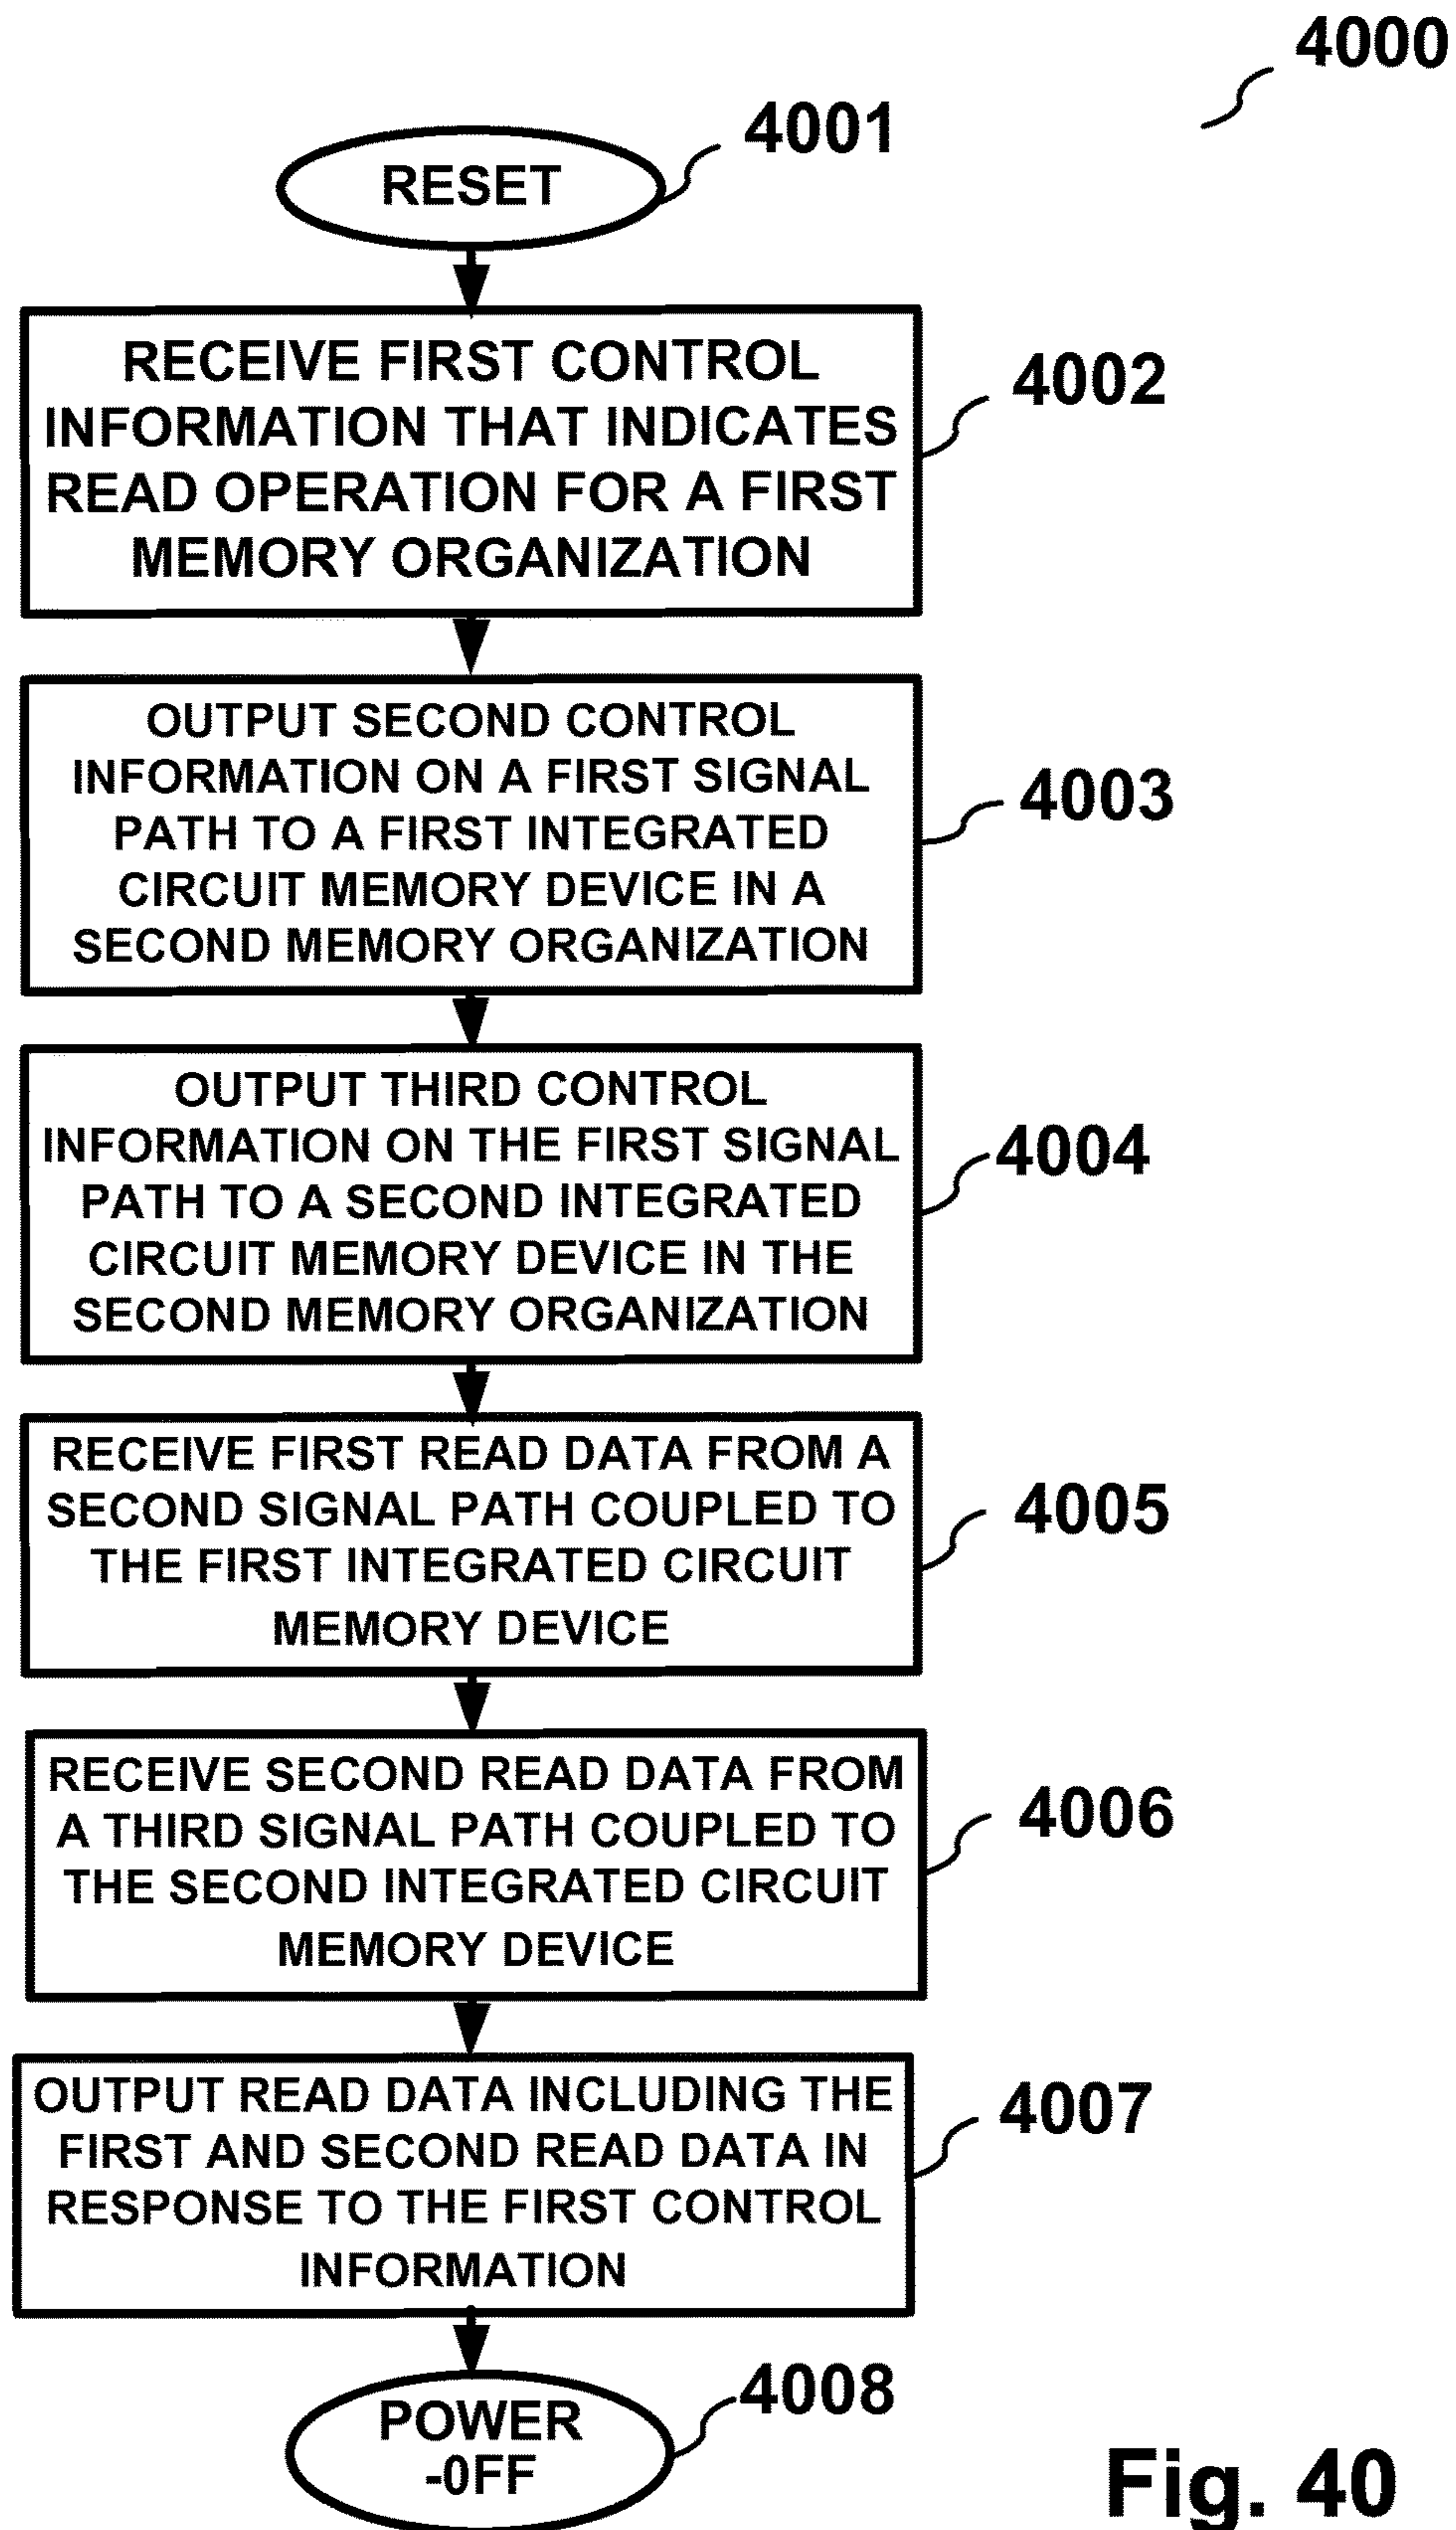 4000
4001
RESET
RECEIVE FIRST CONTROL
INFORMATION THAT INDICATES
READ OPERATION FOR A FIRST
MEMORY ORGANIZATION
4002
OUTPUT SECOND CONTROL
INFORMATION ON A FIRST SIGNAL
PATH TO A FIRST INTEGRATED
CIRCUIT MEMORY DEVICE IN A
SECOND MEMORY ORGANIZATION
4003
OUTPUT THIRD CONTROL
INFORMATION ON THE FIRST SIGNAL
PATH TO A SECOND INTEGRATED
CIRCUIT MEMORY DEVICE IN THE
SECOND MEMORY ORGANIZATION
4004
RECEIVE FIRST READ DATA FROM A
SECOND SIGNAL PATH COUPLED TO
THE FIRST INTEGRATED CIRCUIT
MEMORY DEVICE
4005
RECEIVE SECOND READ DATA FROM
A THIRD SIGNAL PATH COUPLED TO
THE SECOND INTEGRATED CIRCUIT
MEMORY DEVICE
4006
OUTPUT READ DATA INCLUDING THE
FIRST AND SECOND READ DATA IN
RESPONSE TO THE FIRST CONTROL
INFORMATION
4007
POWER
-0FF
4008
Fig. 40